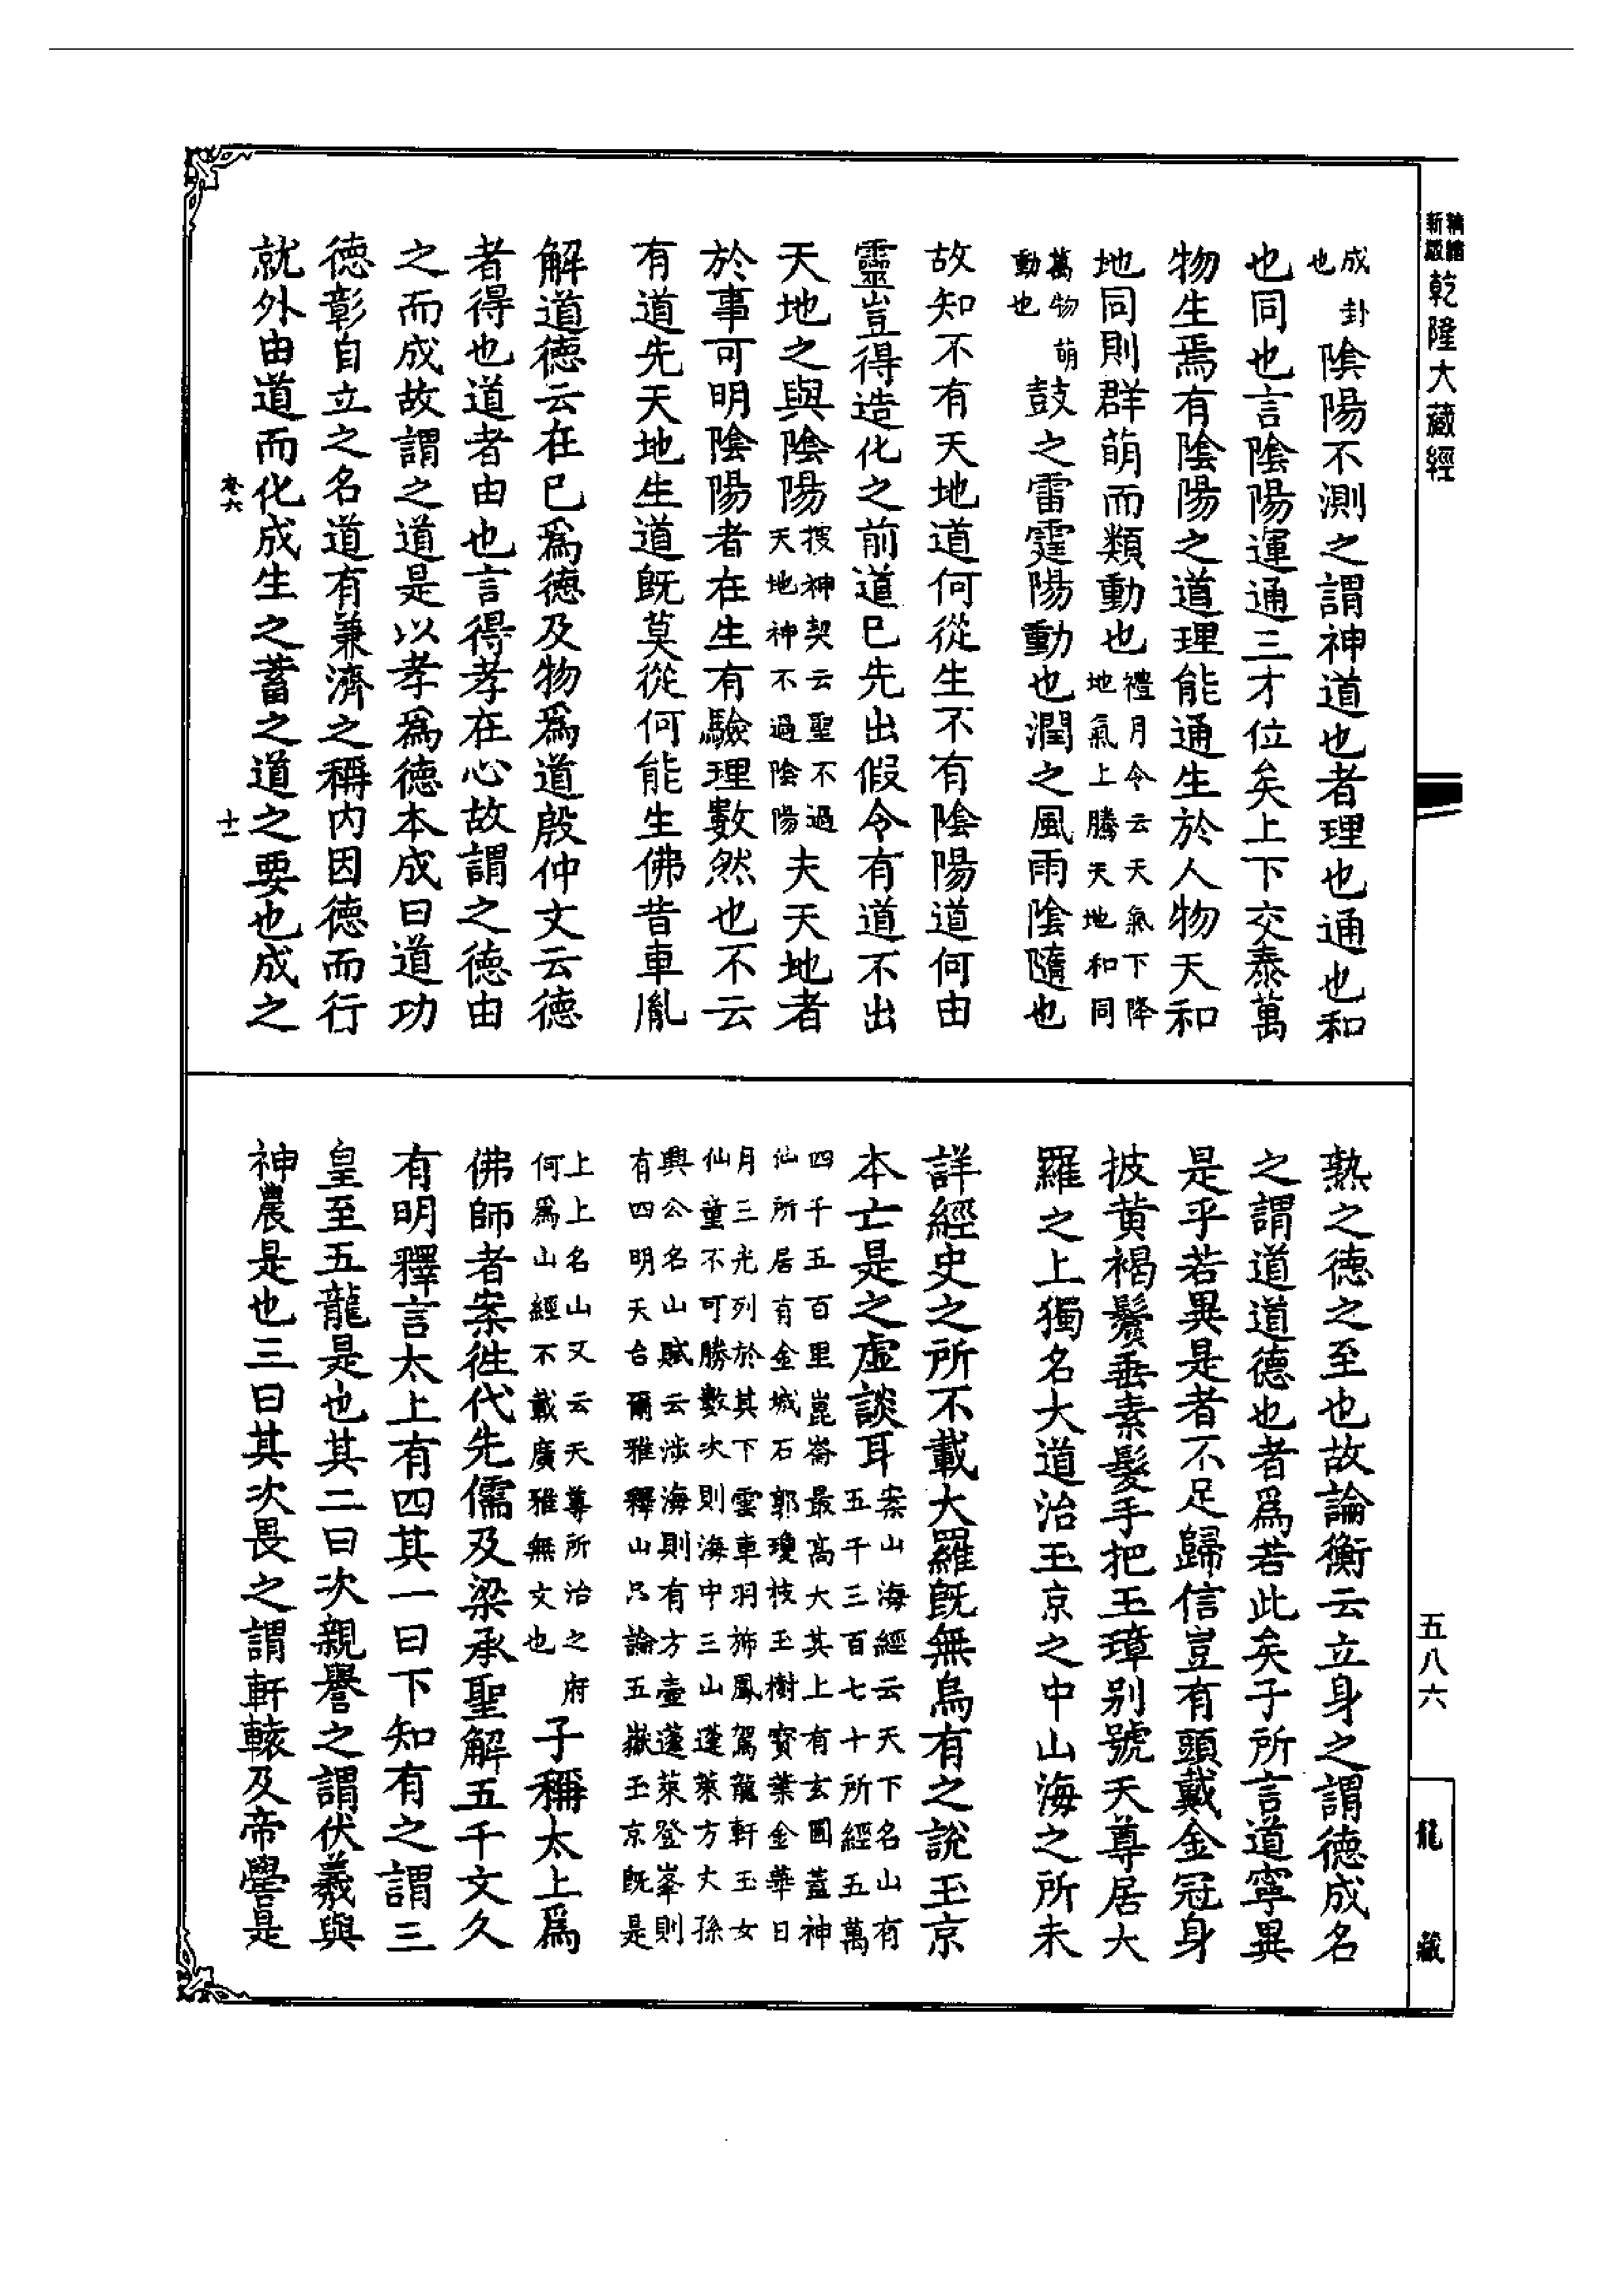 乾隆大藏經
成卦也陰陽不測之謂神道也者理也通也和
也同也言陰陽運通三才位矣上下交泰萬
物生焉有陰陽之道理能通生於人物天和
地同則群萌而類動也禮月令云天氣下降地氣上騰天地和同
萬物萌動也鼓之雷霆陽動也潤之風雨陰隨也
故知不有天地道何從生不有陰陽道何由
靈豈得造化之前道已先出假令有道不出
天地之與陰陽援神契云聖不過天地神不過陰陽夫天地者
於事可明陰陽者在生有驗理數然也不云
有道先天地生道既莫從何能生佛昔車胤
解道德云在己爲德及物爲道殷仲文云德
者得也道者由也言得孝在心故謂之德由
之而成故謂之道是以孝爲德本成曰道功
德彰自立之名道有兼濟之稱内因德而行
就外由道而化成生之蓄之道之要也成之
卷六
十一
熟之德之至也故論衡云立身之謂德成名
之謂道道德也者爲若此矣子所言道寧異
是乎若異是者不足歸信豈有頭戴金冠身
披黄褐鬢垂素髮手把玉璋別號天尊居大
羅之上獨名大道治玉京之中山海之所未
詳經史之所不載大羅既無烏有之說玉京
本亡是之虛談耳案山海經云天下名山有五千三百七十所經五萬
四千五百里崑崙最高大其上有玄圃蓋神仙所居有金城石郭瓊枝玉樹寳葉金華日
月三光列於其下雲車羽斾鳳駕龍軒玉女仙童不可勝數次則海中三山蓬萊方丈孫
興公名山賦云涉海則有方壺蓬萊登峯則有四明天台爾雅釋山只論五嶽玉京既是
上上名山又云天尊所治之府何爲山經不載廣雅無文也子稱太上爲
佛師者案徃代先儒及梁承聖解五千文久
有明釋言太上有四其一曰下知有之謂三
皇至五龍是也其二曰次親譽之謂伏羲與
神農是也三曰其次畏之謂軒轅及帝嚳是
五八六
龍藏